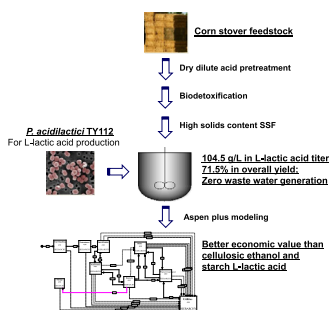 Corn stover feedstock
Dry dilute acid pretreatment
Biodetoxification
High solids content SSF
P. acidilactici TY112
For L-lactic acid production
104.5 g/L in L-lactic acid titer
71.5% in overall yield;
Zero waste water generation
Aspen plus modeling
Better economic value than
cellulosic ethanol and
starch L-lactic acid